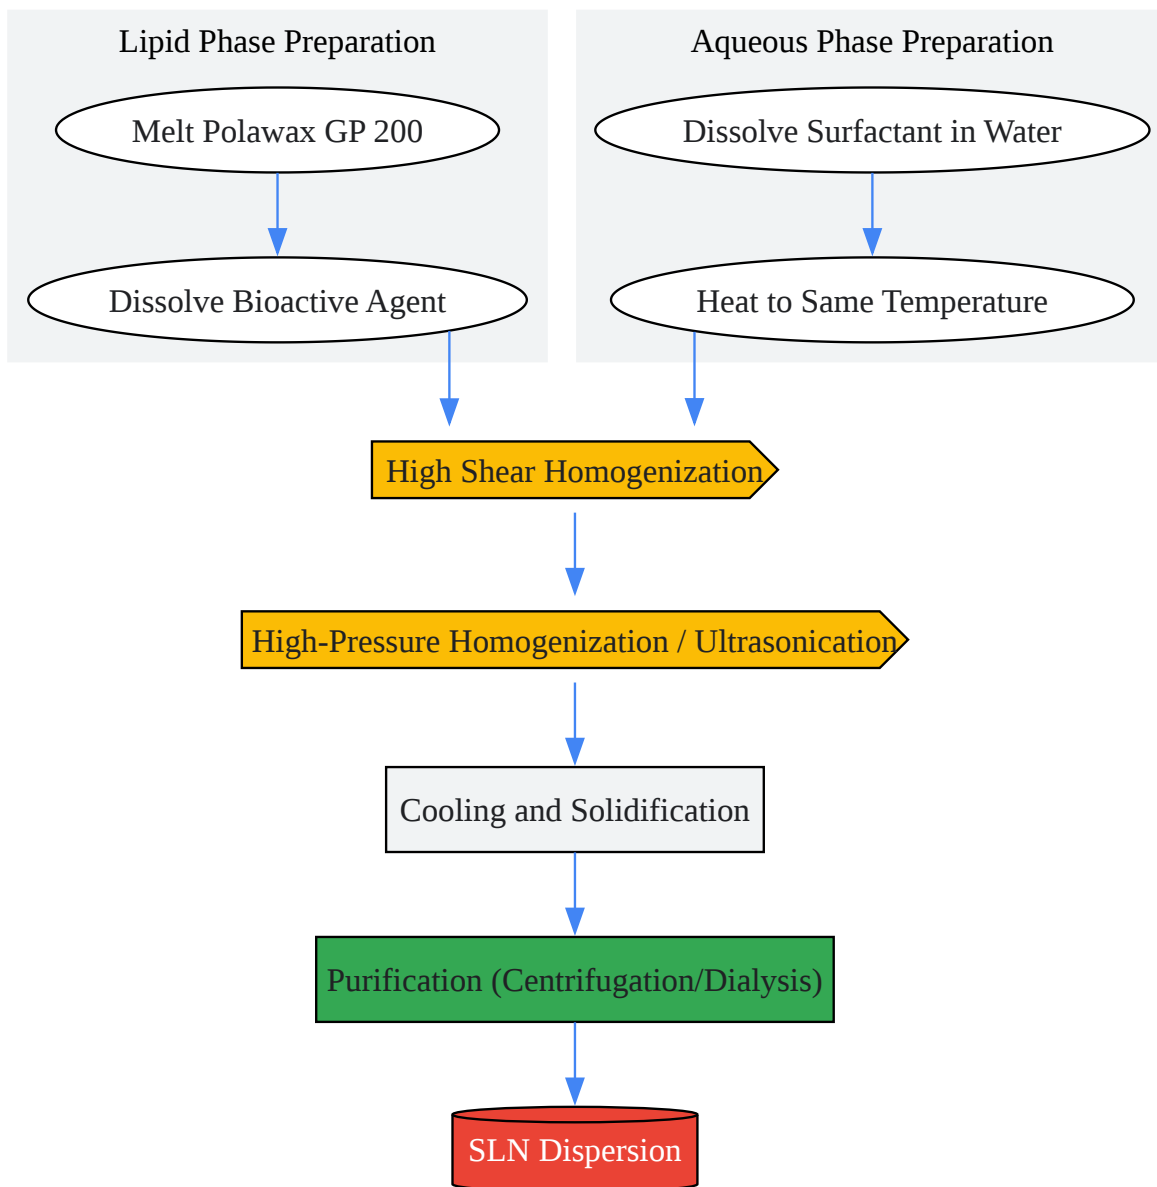 Lipid Phase Preparation
Melt Polawax GP 200
Dissolve Bioactive Agent
Aqueous Phase Preparation
Dissolve Surfactant in Water
Heat to Same Temperature
High Shear Homogenization
High-Pressure Homogenization / Ultrasonication
Cooling and Solidification
Purification (Centrifugation/Dialysis)
SLN Dispersion